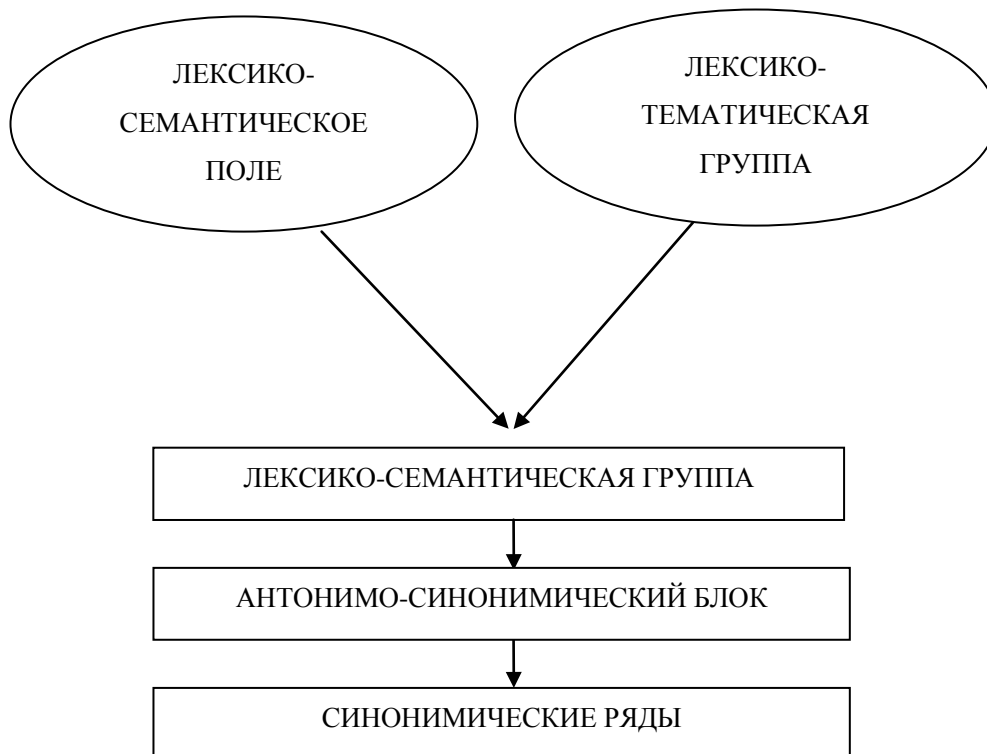 ЛЕКСИКО-
СЕМАНТИЧЕСКОЕ
ПОЛЕ
ЛЕКСИКО-
ТЕМАТИЧЕСКАЯ
ГРУППА
ЛЕКСИКО-СЕМАНТИЧЕСКАЯ ГРУППА
АНТОНИМО-СИНОНИМИЧЕСКИЙ БЛОК
СИНОНИМИЧЕСКИЕ РЯДЫ